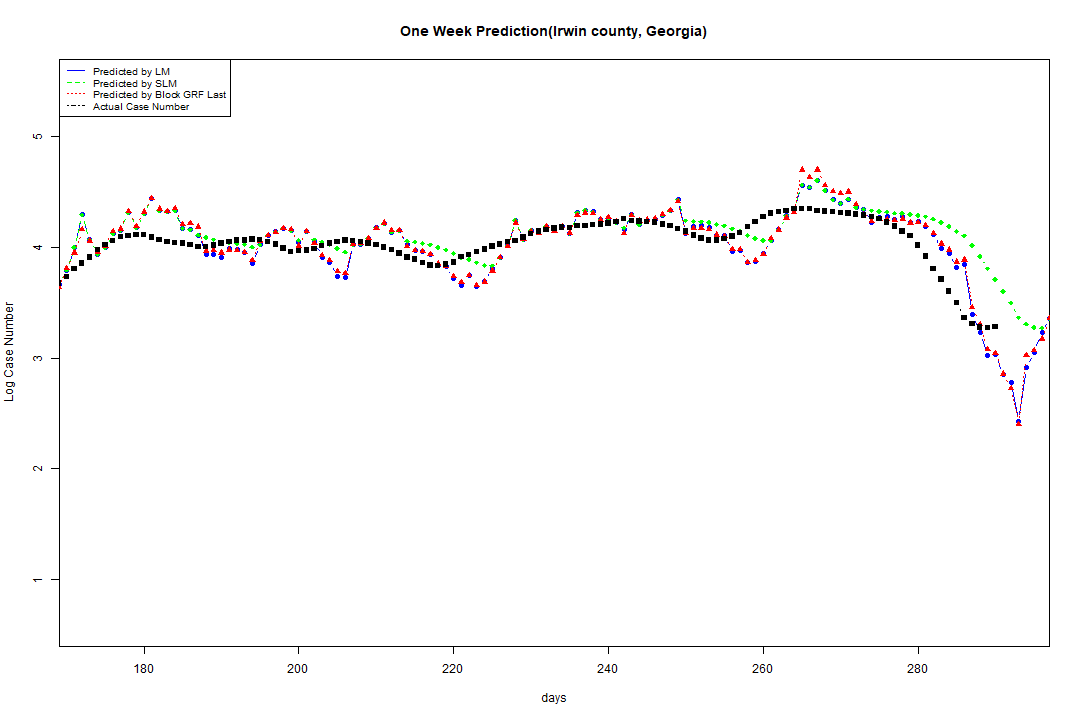 One Week Prediction(Irwin county, Georgia)
Predicted by LM
Predicted by SLM
Predicted by Block GRF Last
Actual Case Number
5
4
3
2
1
Log Case Number
180 200 220 240 260 280
days